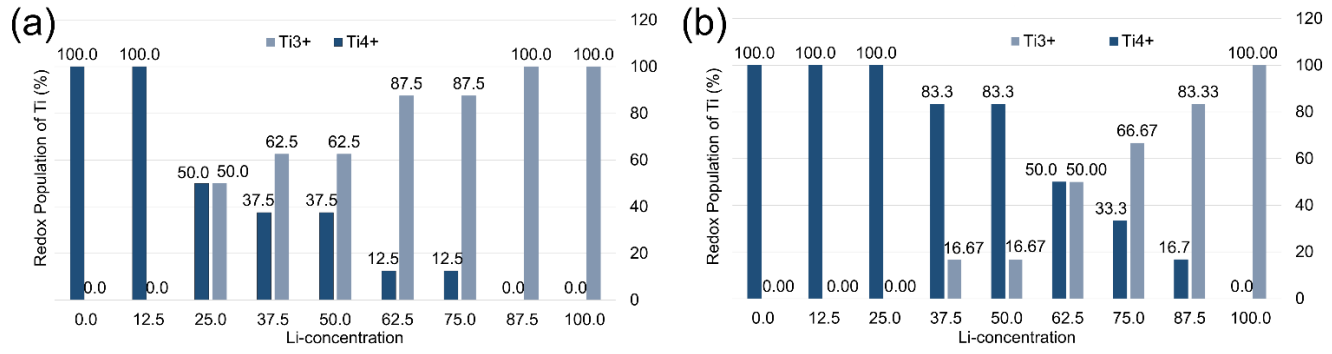 (a)
Ti3+ Ti4+
Redox Population of Ti (%)
120
100
80
60
40
20
0
100.0 100.0 50.0 37.5 37.5 12.5 12.5 0.0 0.0
0.0 0.0 50.0 62.5 62.5 87.5 87.5 100.0 100.0
0.0 12.5 25.0 37.5 50.0 62.5 75.0 87.5 100.0
Li-concentration
(b)
Ti3+ Ti4+
Redox Population of Ti (%)
120
100
80
60
40
20
0
100.0 100.0 100.0 83.3 83.3 50.0 33.3 16.7 0.0
0.00 0.00 0.00 16.67 16.67 50.00 66.67 83.33 100.00
0.0 12.5 25.0 37.5 50.0 62.5 75.0 87.5 100.0
Li-concentration